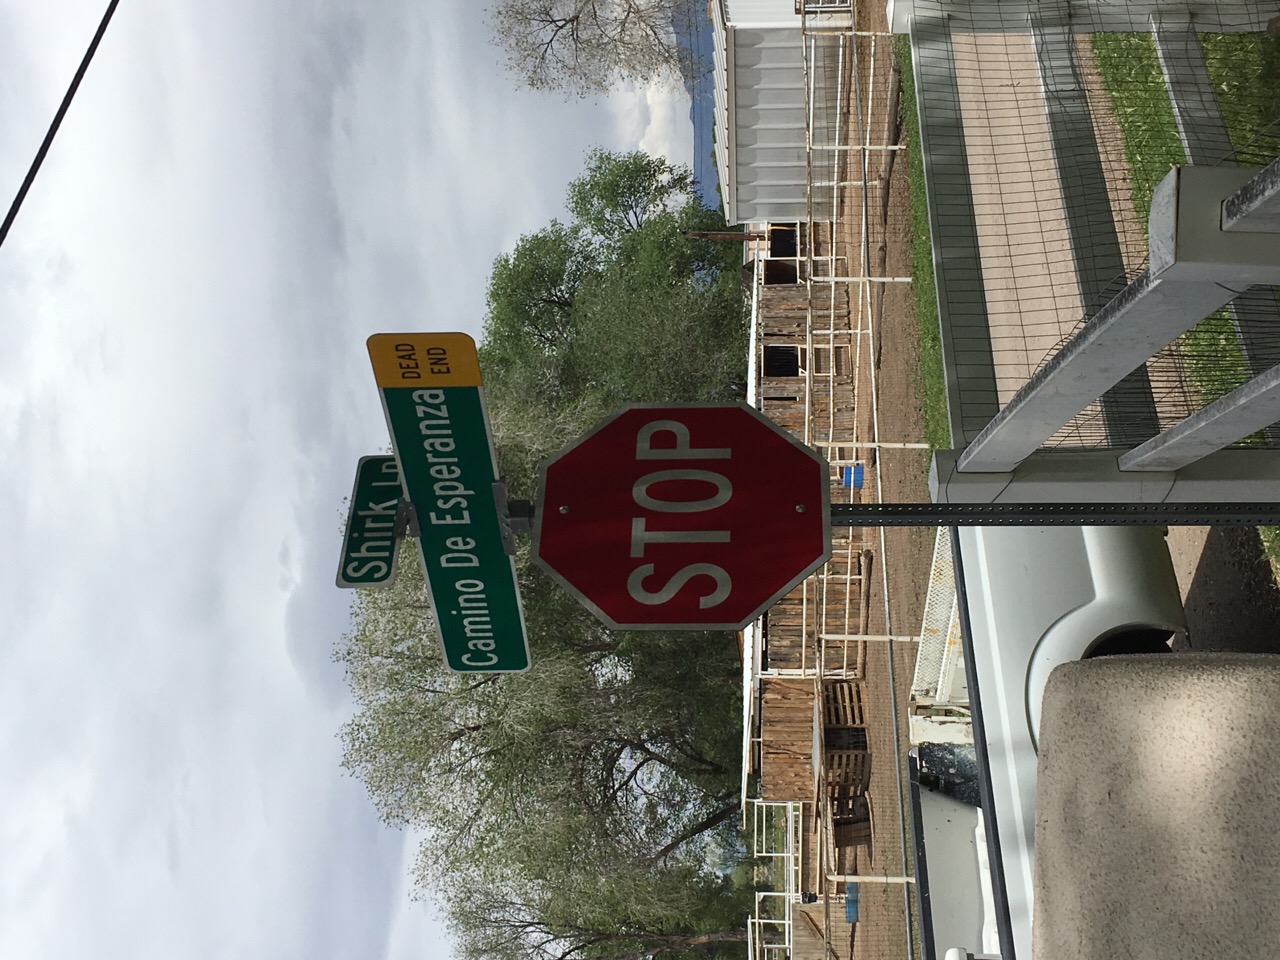 Shirk Ln
Camino De Esperanza
DEAD
END
STOP